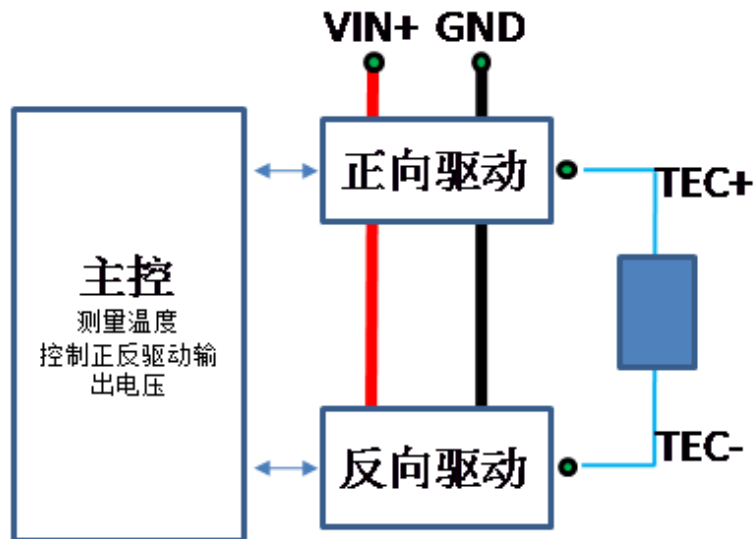 VIN+ GND
正向驱动
TEC+
主控
测量温度
控制正反驱动输
出电压
反向驱动
TEC-